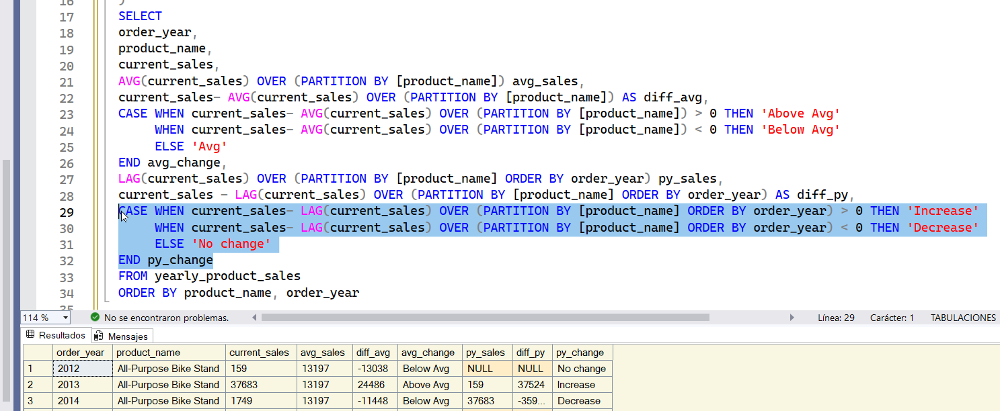 16 )
17 SELECT
18 order_year,
19 product_name,
20 current_sales,
21 AVG(current_sales) OVER (PARTITION BY [product_name]) avg_sales,
22 current_sales- AVG(current_sales) OVER (PARTITION BY [product_name]) AS diff_avg,
23 CASE WHEN current_sales- AVG(current_sales) OVER (PARTITION BY [product_name]) > 0 THEN 'Above Avg'
24 WHEN current_sales- AVG(current_sales) OVER (PARTITION BY [product_name]) < 0 THEN 'Below Avg'
25 ELSE 'Avg'
26 END avg_change,
27 LAG(current_sales) OVER (PARTITION BY [product_name] ORDER BY order_year) py_sales,
28 current_sales - LAG(current_sales) OVER (PARTITION BY [product_name] ORDER BY order_year) AS diff_py,
29 CASE WHEN current_sales- LAG(current_sales) OVER (PARTITION BY [product_name] ORDER BY order_year) > 0 THEN 'Increase'
30 WHEN current_sales- LAG(current_sales) OVER (PARTITION BY [product_name] ORDER BY order_year) < 0 THEN 'Decrease'
31 ELSE 'No change'
32 END py_change
33 FROM yearly_product_sales
34 ORDER BY product_name, order_year
35
114 % No se encontraron problemas. Línea: 29 Carácter: 1 TABULACIONES
Resultados Mensajes
order_year product_name current_sales avg_sales diff_avg avg_change py_sales diff_py py_change
1 2012 All-Purpose Bike Stand 159 13197 -13038 Below Avg NULL NULL No change
2 2013 All-Purpose Bike Stand 37683 13197 24486 Above Avg 159 37524 Increase
3 2014 All-Purpose Bike Stand 1749 13197 -11448 Below Avg 37683 -359... Decrease